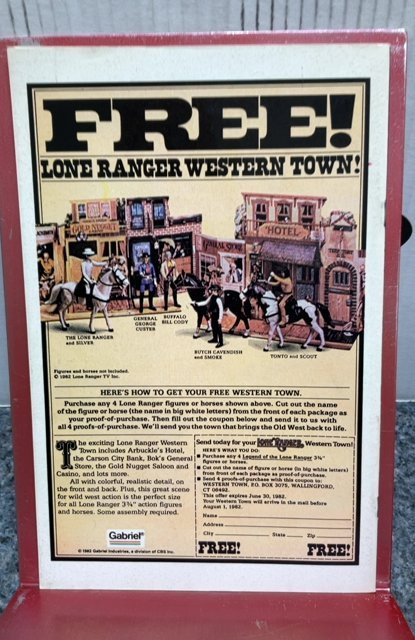 FREE!
LONE RANGER WESTERN TOWN!
GOLD NUGGET
GENERAL STORE
HOTEL
THE LONE RANGER
and SILVER
GENERAL
GEORGE
CUSTER
BUFFALO
BILL CODY
BUTCH CAVENDISH
and SMOKE
TONTO and SCOUT
Figures and horses not included.
© 1982 Lone Ranger TV Inc.
HERE'S HOW TO GET YOUR FREE WESTERN TOWN.
Purchase any 4 Lone Ranger figures or horses shown above. Cut out the name
of the figure or horse (the name in big white letters) from the front of each package as
your proof-of-purchase. Then fill out the coupon below and send it to us with
all 4 proofs-of-purchase. We'll send you the town that brings the Old West back to life.
The exciting Lone Ranger Western
Town includes Arbuckle's Hotel,
the Carson City Bank, Bok's General
Store, the Gold Nugget Saloon and
Casino, and lots more.
All with colorful, realistic detail, on
the front and back. Plus, this great scene
for wild west action is the perfect size
for all Lone Ranger 3¾" action figures
and horses. Some assembly required.
Gabriel®
© 1982 Gabriel Industries, a division of CBS Inc.
Send today for your LONE RANGER Western Town!
HERE'S WHAT YOU DO:
■ Purchase any 4 Legend of the Lone Ranger 3¾"
figures or horses.
■ Cut out the name of figure or horse (in big white letters)
from front of each package as proof-of-purchase.
■ Send 4 proofs-of-purchase with this coupon to:
WESTERN TOWN, P.O. BOX 3075, WALLINGFORD,
CT 06492.
This offer expires June 30, 1982.
Your Western Town will arrive in the mail before
August 1, 1982.
Name
Address
City State Zip
FREE! FREE!